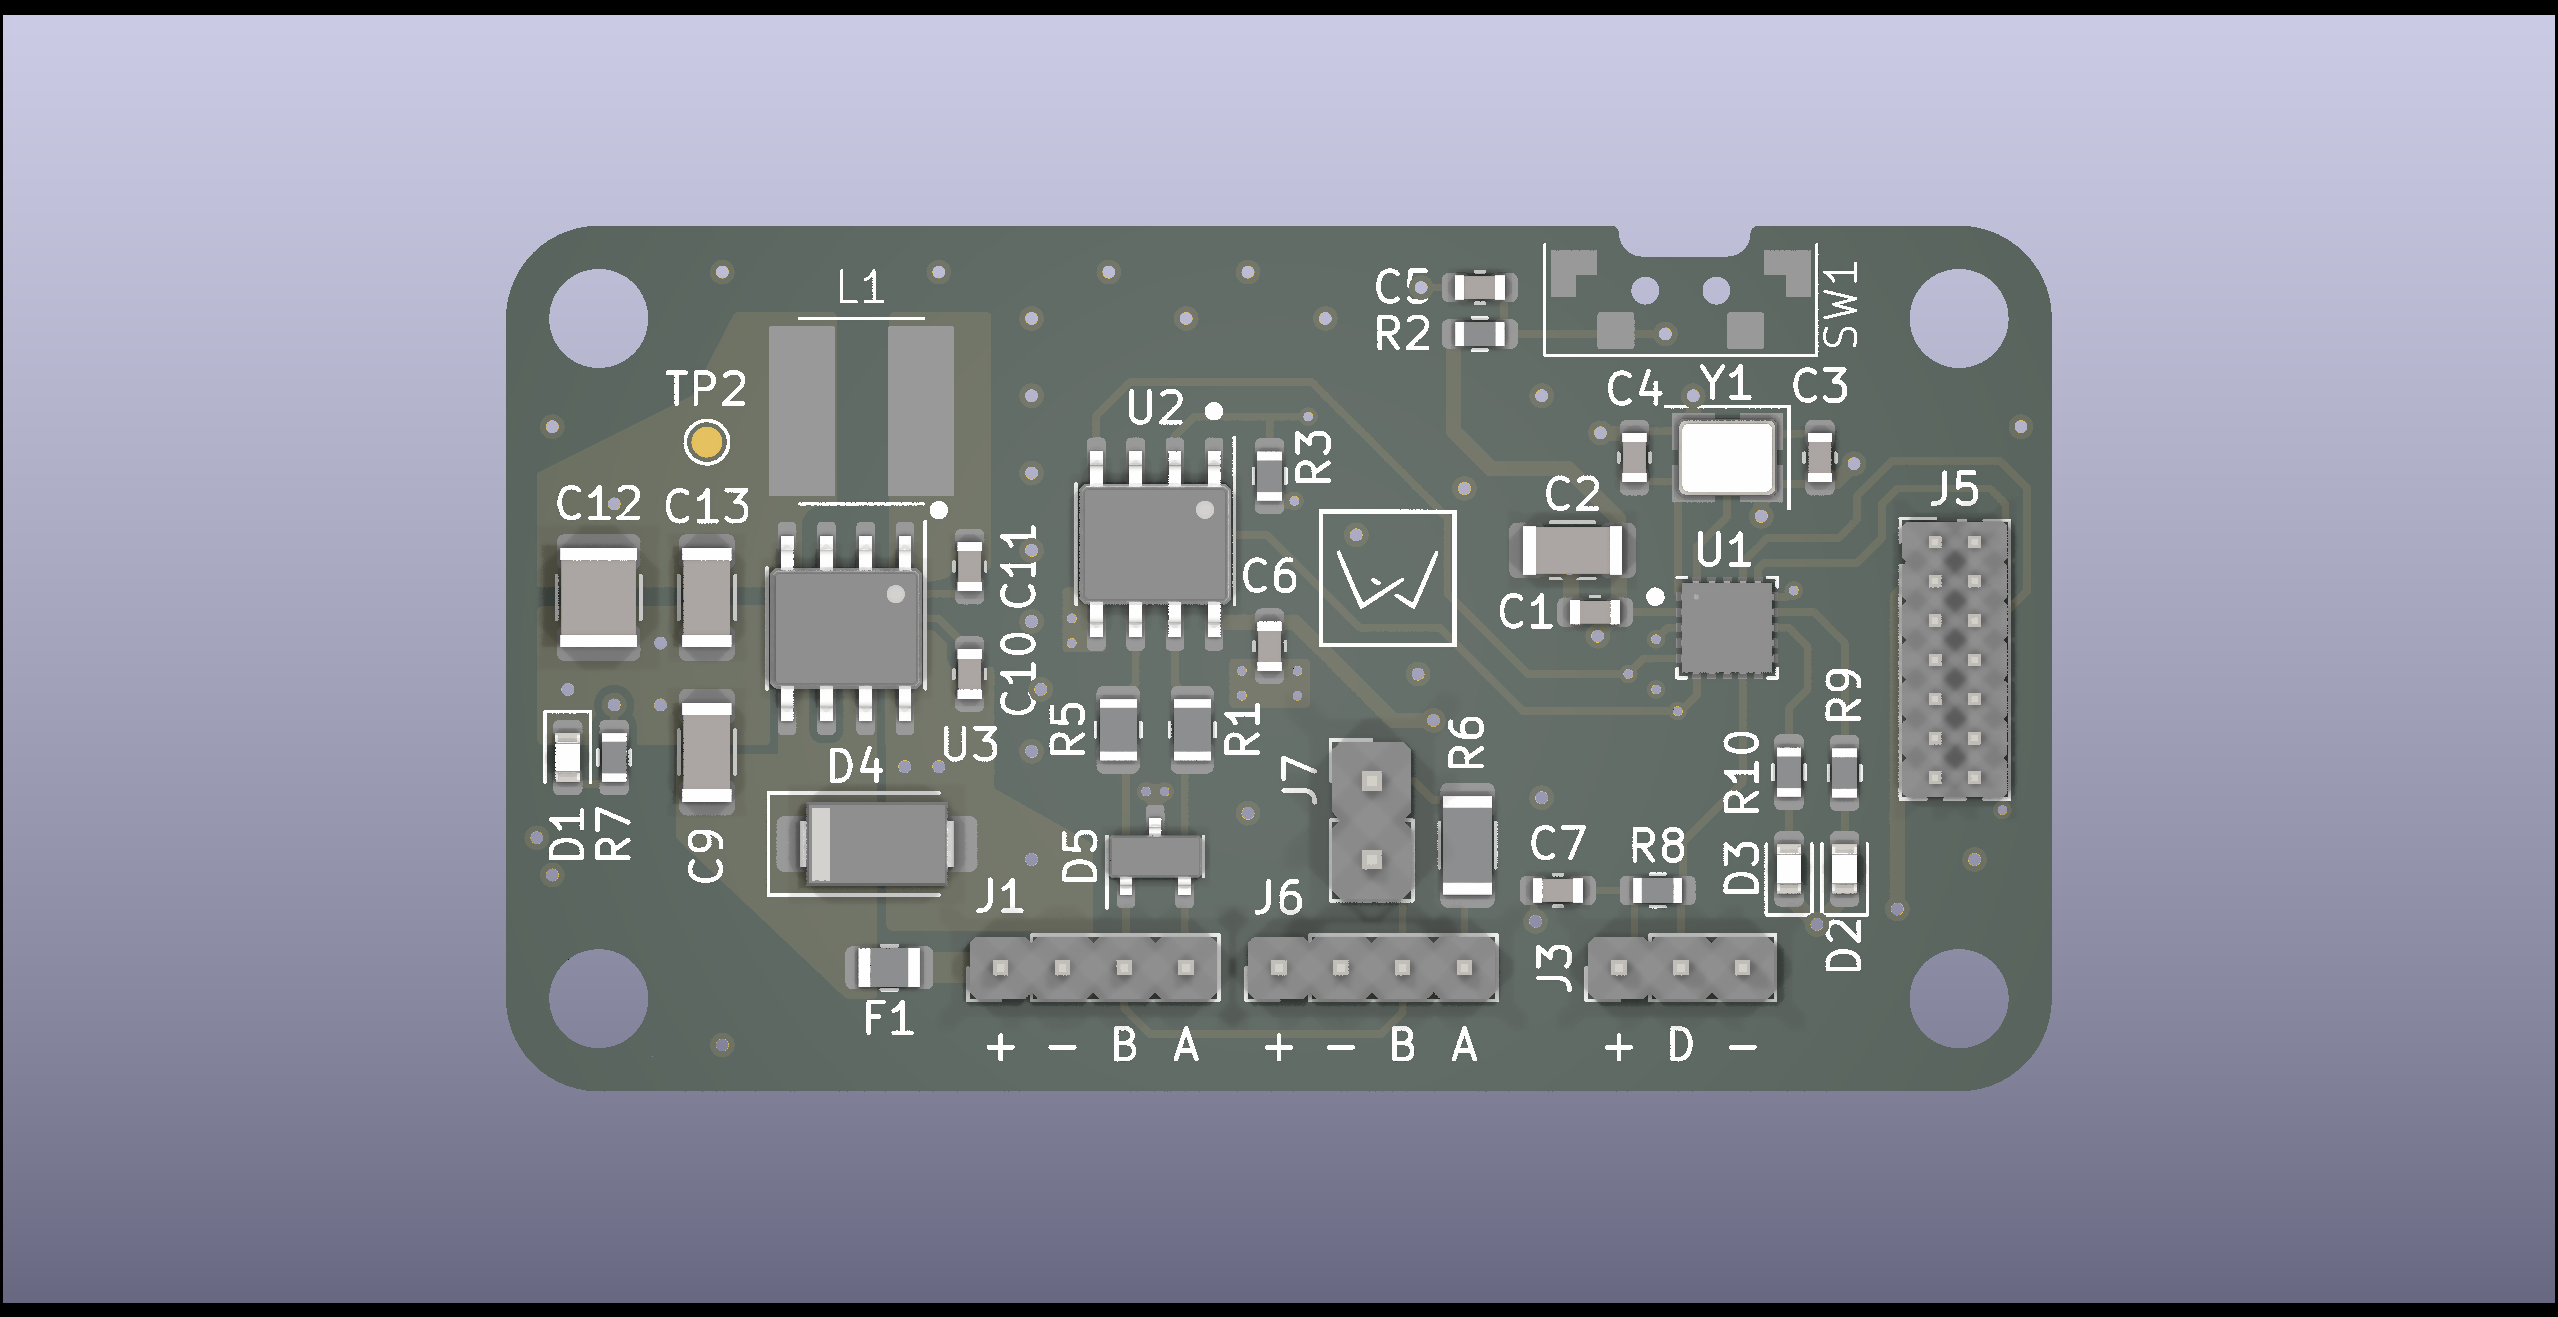 L1
C5
R2
SW1
TP2
U2
C4 Y1 C3
R3
C12 C13
C2
J5
C11
C6
U1
C1
C10
R5
R1
U3
D4
J7
R6
R10
R9
D1
R7
C9
D5
J1
J6
C7
R8
D3
D2
J3
F1
+ − B A + − B A + D −